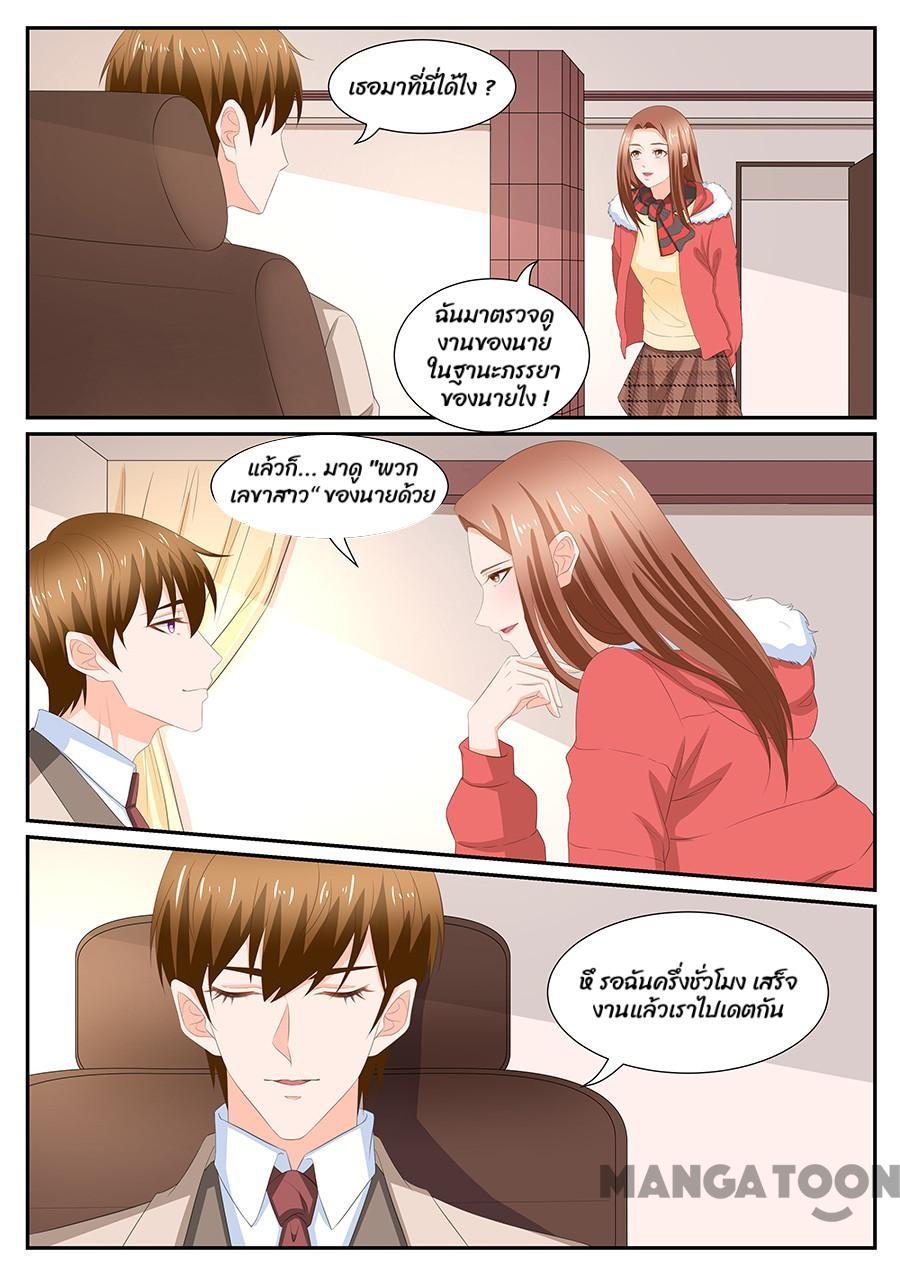 เธอมาที่นี่ได้ไง ?
ฉันมาตรวจดู
งานของนาย
ในฐานะภรรยา
ของนายไง !
แล้วก็... มาดู "พวก
เลขาสาว“ ของนายด้วย
หึ รอฉันครึ่งชั่วโมง เสร็จ
งานแล้วเราไปเดตกัน
MANGATOON